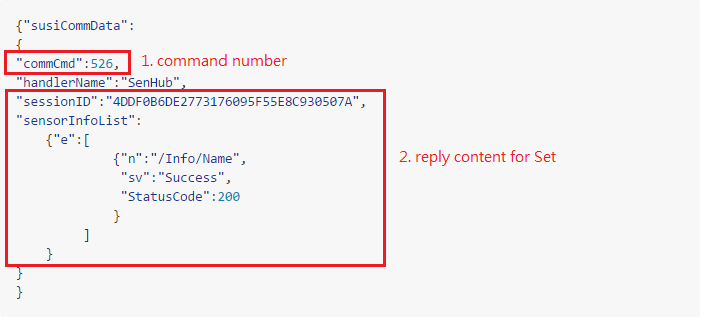 {"susiCommData":
{
"commCmd":526, 1. command number
"handlerName":"SenHub",
"sessionID":"4DDF0B6DE2773176095F55E8C930507A",
"sensorInfoList":
{"e":[
{"n":"/Info/Name", 2. reply content for Set
"sv":"Success",
"StatusCode":200
}
]
}
}
}